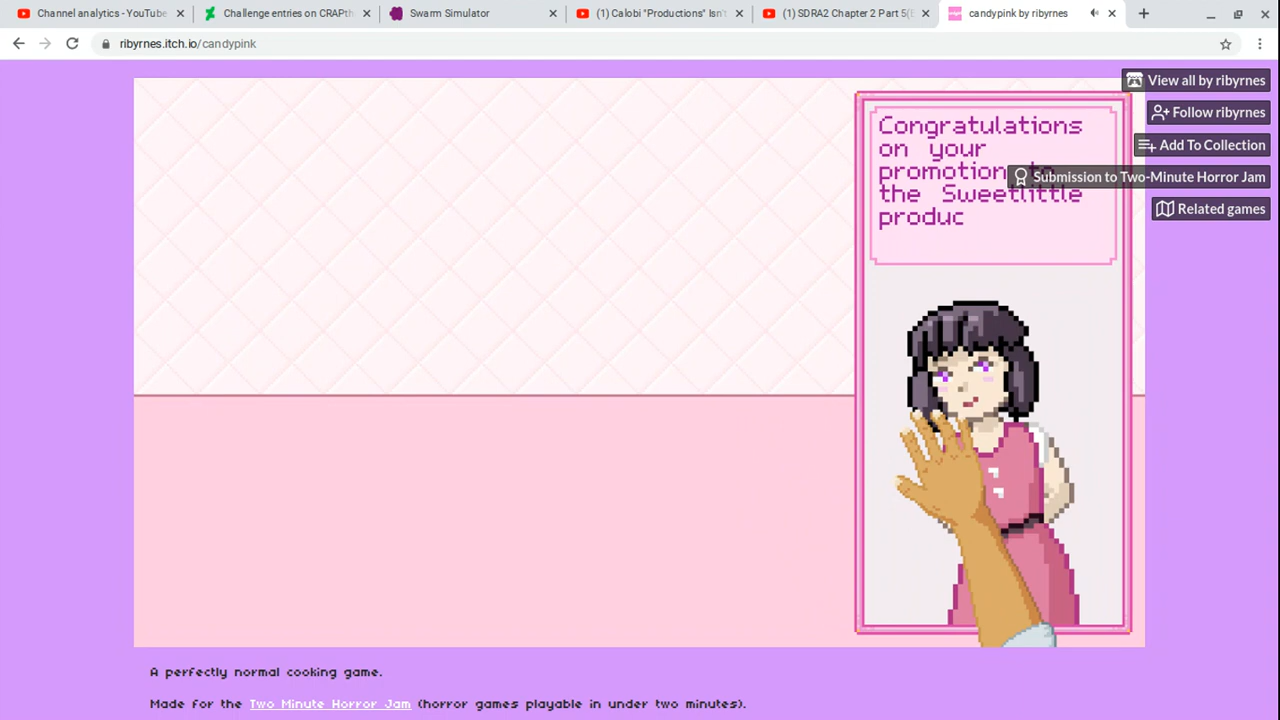 Channel analytics - YouTube
Challenge entries on CRAPth
Swarm Simulator
(1) Calobi "Productions" Isn't
(1) SDRA2 Chapter 2 Part 5(E
candypink by ribyrnes
ribyrnes.itch.io/candypink
View all by ribyrnes
Follow ribyrnes
Add To Collection
Submission to Two-Minute Horror Jam
Related games
Congratulations
on your
promotion to
the Sweetlittle
produc
A perfectly normal cooking game.
Made for the Two Minute Horror Jam (horror games playable in under two minutes).